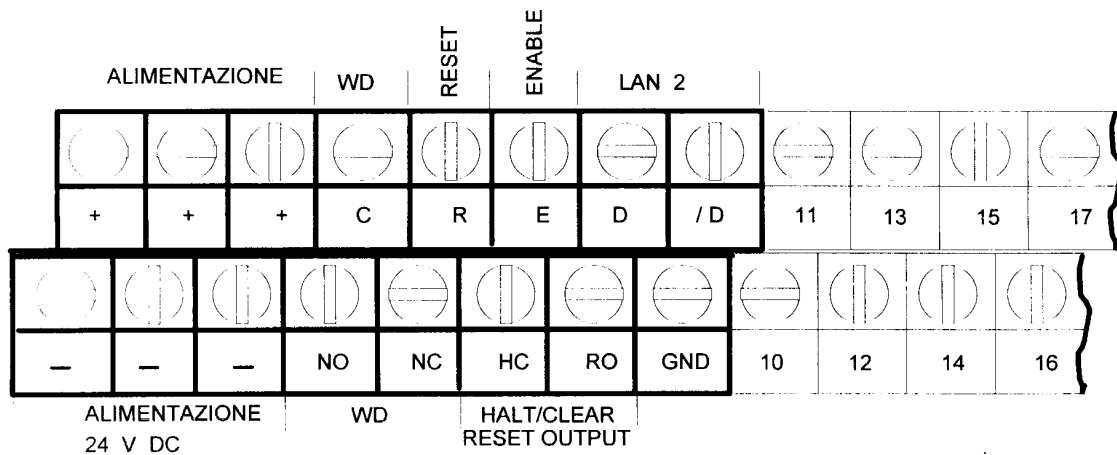 ALIMENTAZIONE WD RESET ENABLE LAN 2
+ + + C R E D / D 11 13 15 17
— — — NO NC HC RO GND 10 12 14 16
ALIMENTAZIONE WD HALT/CLEAR
24 V DC RESET OUTPUT